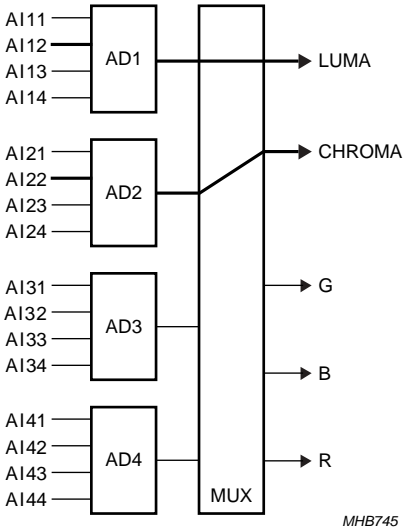 AI11
AI12
AI13
AI14
AD1
LUMA
AI21
AI22
AI23
AI24
AD2
CHROMA
AI31
AI32
AI33
AI34
AD3
G
B
AI41
AI42
AI43
AI44
AD4
R
MUX
MHB745